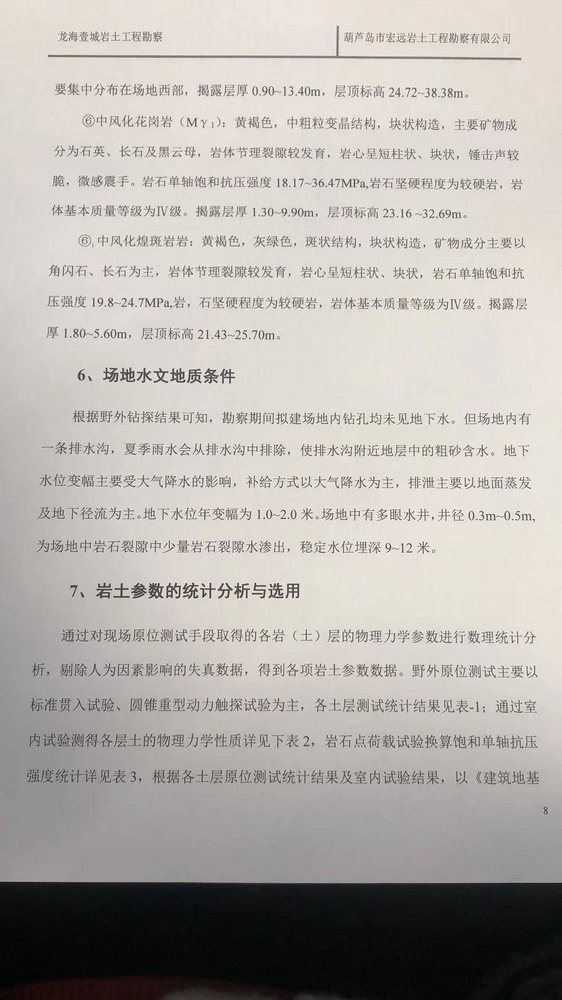 龙海壹城岩土工程勘察
葫芦岛市宏远岩土工程勘察有限公司
要集中分布在场地西部，揭露层厚 0.90~13.40m，层顶标高 24.72~38.38m。
⑥中风化花岗岩（Mγ₁）：黄褐色，中粗粒变晶结构，块状构造，主要矿物成
分为石英、长石及黑云母，岩体节理裂隙较发育，岩心呈短柱状、块状，锤击声较
脆，微感震手。岩石单轴饱和抗压强度 18.17~36.47MPa,岩石坚硬程度为较硬岩，岩
体基本质量等级为Ⅳ级。揭露层厚 1.30~9.90m，层顶标高 23.16 ~32.69m。
⑥₁中风化煌斑岩岩：黄褐色，灰绿色，斑状结构，块状构造，矿物成分主要以
角闪石、长石为主，岩体节理裂隙较发育，岩心呈短柱状、块状，岩石单轴饱和抗
压强度 19.8~24.7MPa,岩，石坚硬程度为较硬岩，岩体基本质量等级为Ⅳ级。揭露层
厚 1.80~5.60m，层顶标高 21.43~25.70m。
6、场地水文地质条件
根据野外钻探结果可知，勘察期间拟建场地内钻孔均未见地下水。但场地内有
一条排水沟，夏季雨水会从排水沟中排除，使排水沟附近地层中的粗砂含水。地下
水位变幅主要受大气降水的影响，补给方式以大气降水为主，排泄主要以地面蒸发
及地下径流为主。地下水位年变幅为 1.0~2.0 米。场地中有多眼水井，井径 0.3m~0.5m,
为场地中岩石裂隙中少量岩石裂隙水渗出，稳定水位埋深 9~12 米。
7、岩土参数的统计分析与选用
通过对现场原位测试手段取得的各岩（土）层的物理力学参数进行数理统计分
析，剔除人为因素影响的失真数据，得到各项岩土参数数据。野外原位测试主要以
标准贯入试验、圆锥重型动力触探试验为主，各土层测试统计结果见表-1；通过室
内试验测得各层土的物理力学性质详见下表 2，岩石点荷载试验换算饱和单轴抗压
强度统计详见表 3，根据各土层原位测试统计结果及室内试验结果，以《建筑地基
8